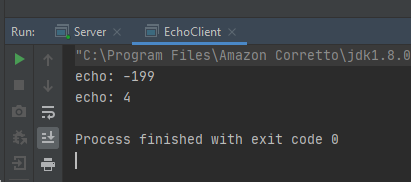 Run: Server EchoClient
"C:\Program Files\Amazon Corretto\jdk1.8.0
echo: -199
echo: 4
Process finished with exit code 0